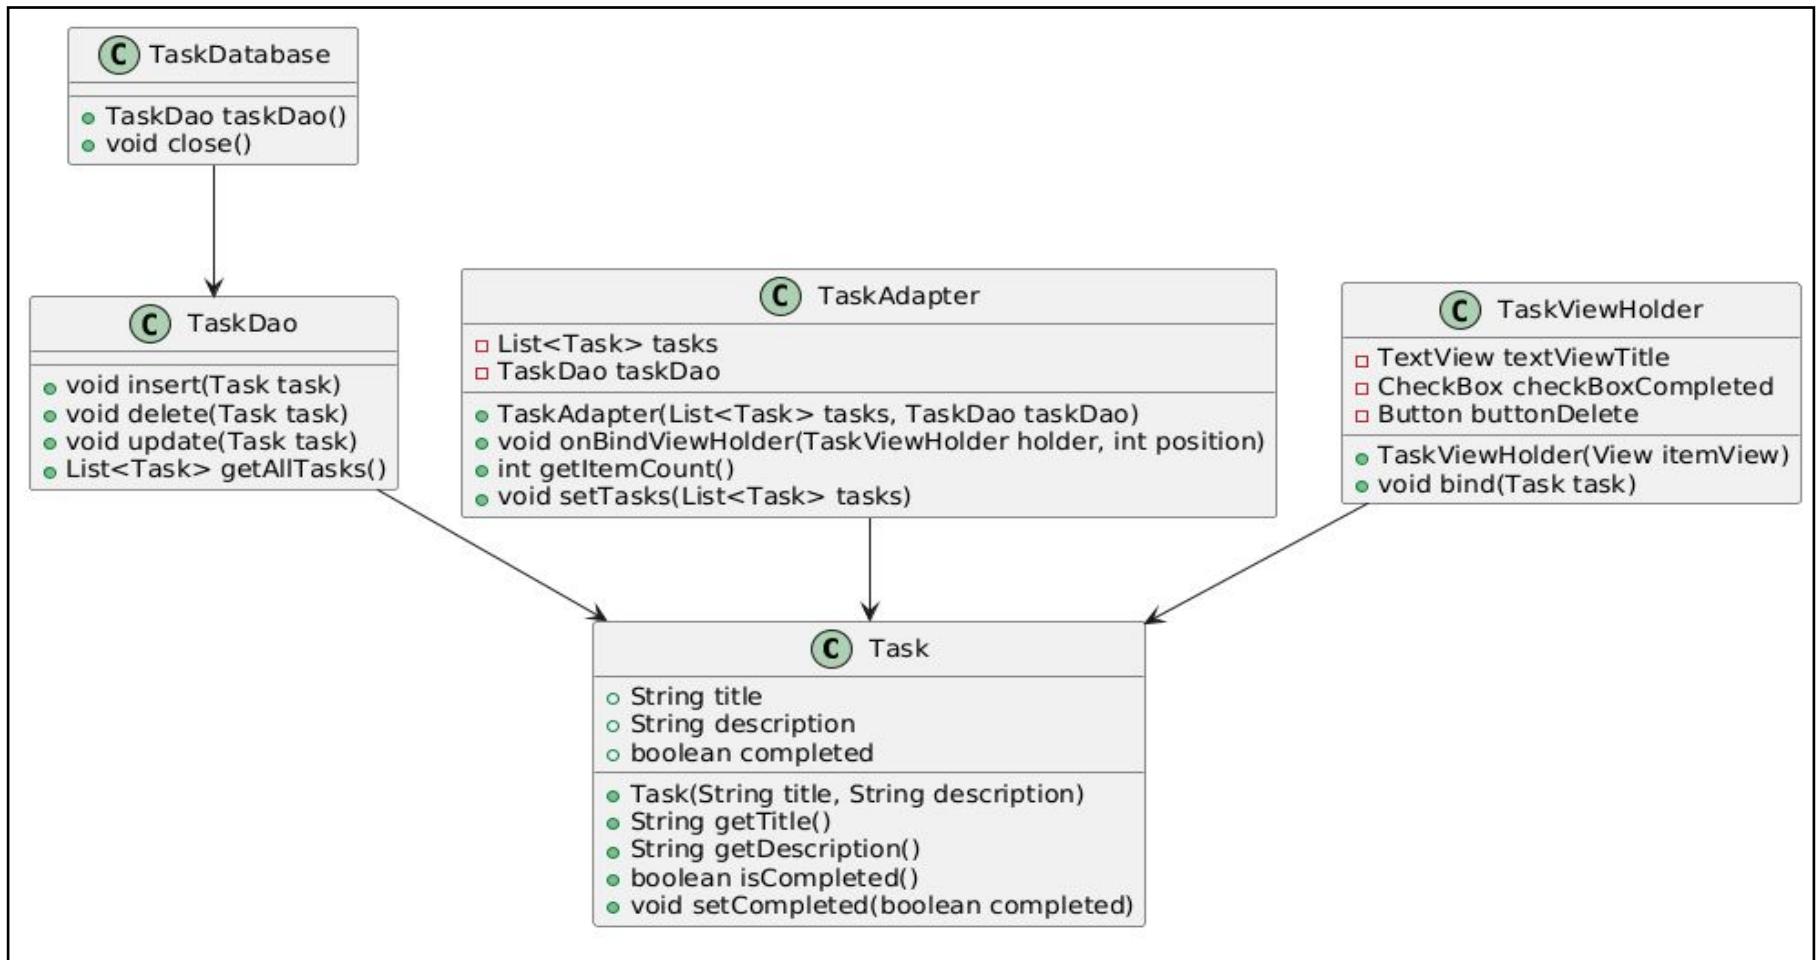 C TaskDatabase
TaskDao taskDao()
void close()
C TaskDao
void insert(Task task)
void delete(Task task)
void update(Task task)
List<Task> getAllTasks()
C TaskAdapter
List<Task> tasks
TaskDao taskDao
TaskAdapter(List<Task> tasks, TaskDao taskDao)
void onBindViewHolder(TaskViewHolder holder, int position)
int getItemCount()
void setTasks(List<Task> tasks)
C TaskViewHolder
TextView textViewTitle
CheckBox checkBoxCompleted
Button buttonDelete
TaskViewHolder(View itemView)
void bind(Task task)
C Task
String title
String description
boolean completed
Task(String title, String description)
String getTitle()
String getDescription()
boolean isCompleted()
void setCompleted(boolean completed)